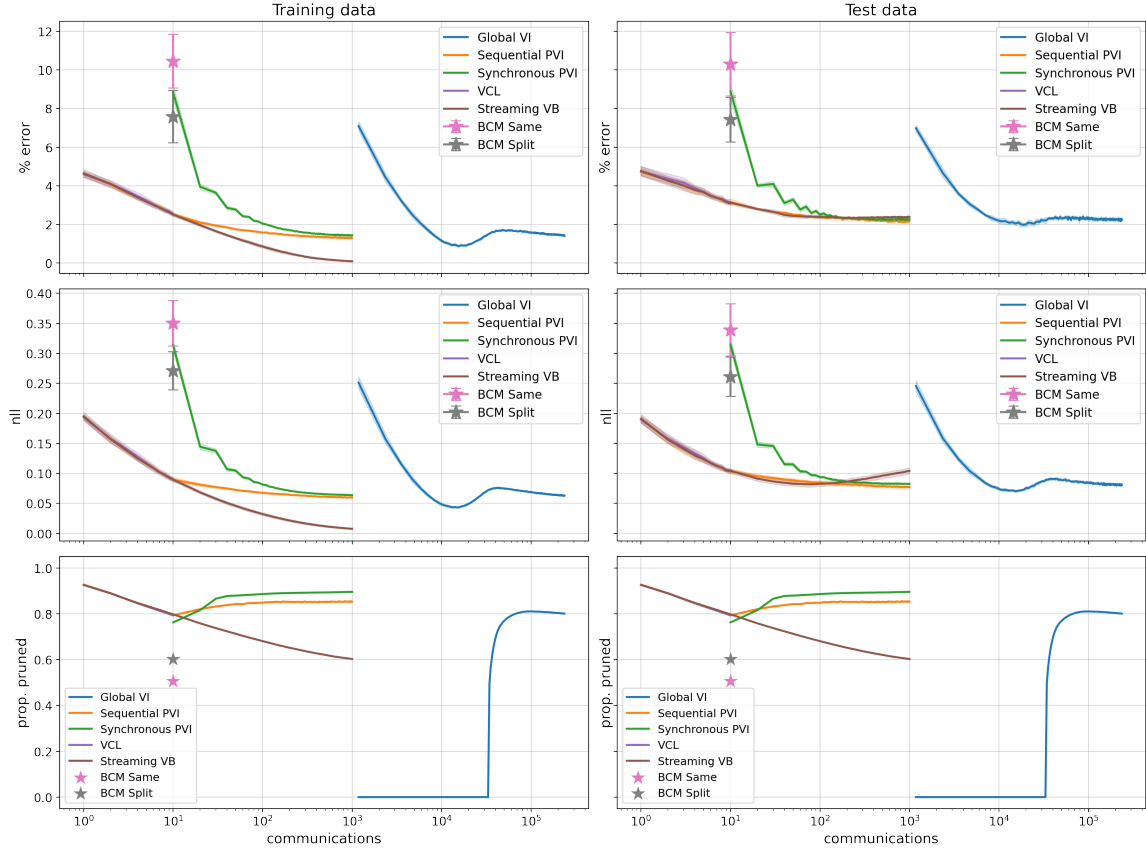 Training data
Test data
% error
12
10
8
6
4
2
0
Global VI
Sequential PVI
Synchronous PVI
VCL
Streaming VB
BCM Same
BCM Split
% error
Global VI
Sequential PVI
Synchronous PVI
VCL
Streaming VB
BCM Same
BCM Split
nll
0.40
0.35
0.30
0.25
0.20
0.15
0.10
0.05
0.00
Global VI
Sequential PVI
Synchronous PVI
VCL
Streaming VB
BCM Same
BCM Split
nll
Global VI
Sequential PVI
Synchronous PVI
VCL
Streaming VB
BCM Same
BCM Split
prop. pruned
1.0
0.8
0.6
0.4
0.2
0.0
Global VI
Sequential PVI
Synchronous PVI
VCL
Streaming VB
BCM Same
BCM Split
10⁰ 10¹ 10² 10³ 10⁴ 10⁵
communications
prop. pruned
Global VI
Sequential PVI
Synchronous PVI
VCL
Streaming VB
BCM Same
BCM Split
10⁰ 10¹ 10² 10³ 10⁴ 10⁵
communications